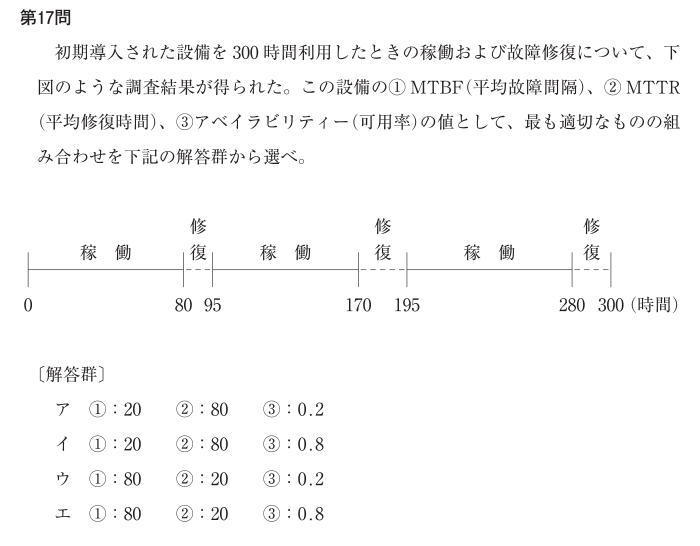 第17問
初期導入された設備を300時間利用したときの稼働および故障修復について、下
図のような調査結果が得られた。この設備の① MTBF(平均故障間隔)、② MTTR
(平均修復時間)、③アベイラビリティー(可用率)の値として、最も適切なものの組
み合わせを下記の解答群から選べ。
稼 働 修復 稼 働 修復 稼 働 修復
0 80 95 170 195 280 300 (時間)
〔解答群〕
ア ①:20 ②:80 ③:0.2
イ ①:20 ②:80 ③:0.8
ウ ①:80 ②:20 ③:0.2
エ ①:80 ②:20 ③:0.8